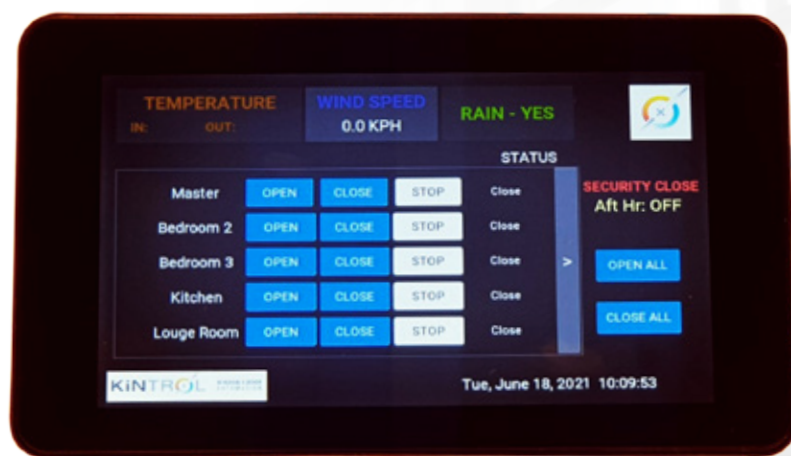 TEMPERATURE WIND SPEED
IN: OUT: 0.0 KPH RAIN - YES
STATUS
Master OPEN CLOSE STOP Close
Bedroom 2 OPEN CLOSE STOP Close
Bedroom 3 OPEN CLOSE STOP Close >
Kitchen OPEN CLOSE STOP Close
Louge Room OPEN CLOSE STOP Close
SECURITY CLOSE
Aft Hr: OFF
OPEN ALL
CLOSE ALL
KiNTROL
Tue, June 18, 2021 10:09:53